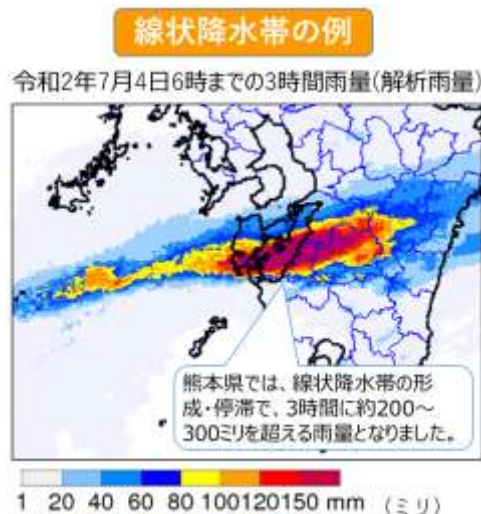 線状降水帯の例
令和2年7月4日6時までの3時間雨量(解析雨量)
熊本県では、線状降水帯の形
成・停滞で、3時間に約200～
300ミリを超える雨量となりました。
1 20 40 60 80 100120150 mm (ミリ)